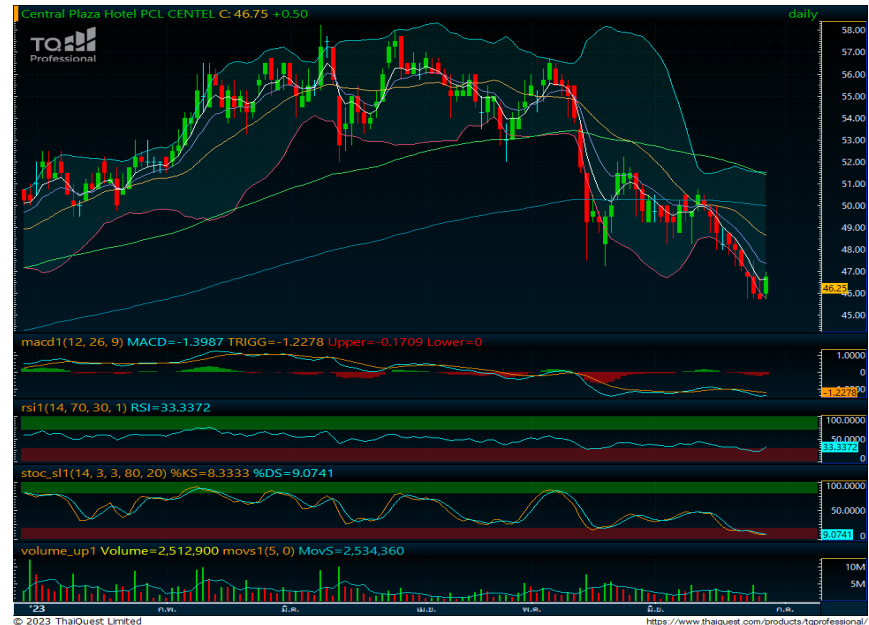 Central Plaza Hotel PCL CENTEL C: 46.75 +0.50 daily
TQ
Professional
58.00
57.00
56.00
55.00
54.00
53.00
52.00
51.00
50.00
49.00
48.00
47.00
46.25
46.00
45.00
macd1(12, 26, 9) MACD=-1.3987 TRIGG=-1.2278 Upper=-0.1709 Lower=0
1.0000
0
-1.2278
rsi1(14, 70, 30, 1) RSI=33.3372
100.0000
50.0000
33.3372
0
stoc_sl1(14, 3, 3, 80, 20) %KS=8.3333 %DS=9.0741
100.0000
50.0000
9.0741 0
volume_up1 Volume=2,512,900 movs1(5, 0) MovS=2,534,360
10M
5M
'23 ก.พ. มี.ค. เม.ย. พ.ค. มิ.ย. ก.ค.
© 2023 ThaiQuest Limited https://www.thaiquest.com/products/tqprofessional/